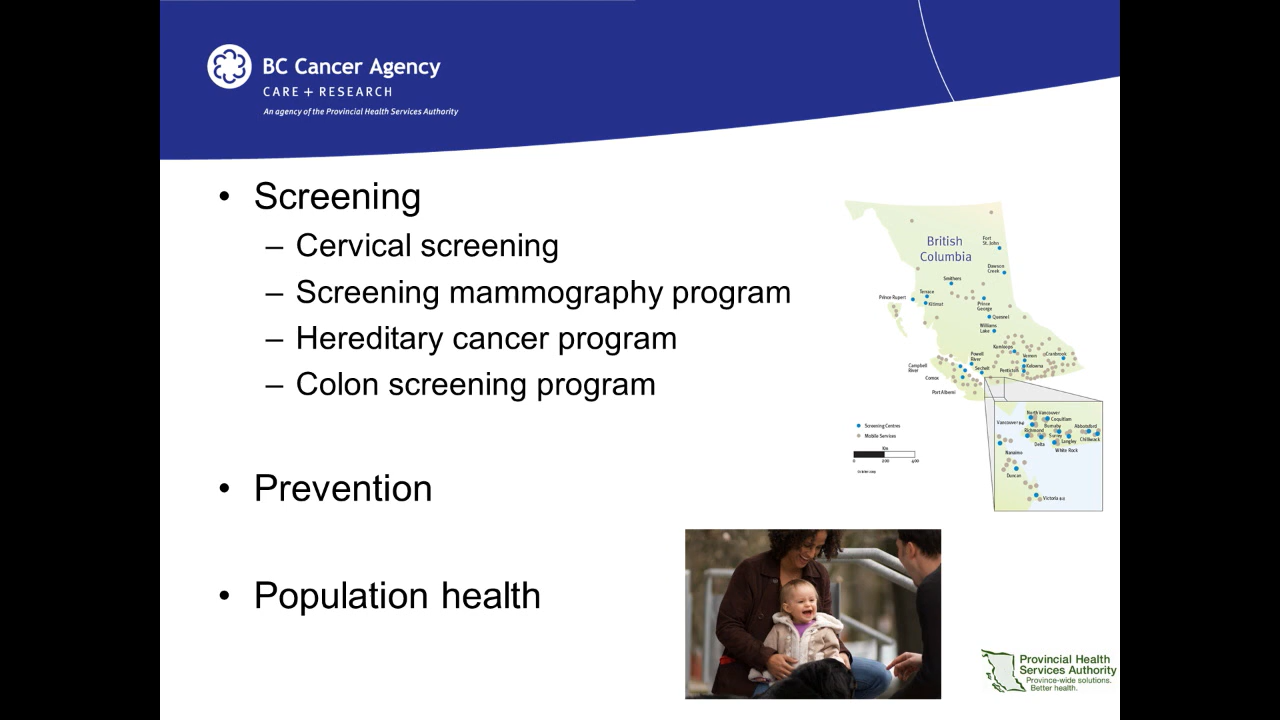 BC Cancer Agency
CARE + RESEARCH
An agency of the Provincial Health Services Authority
• Screening
– Cervical screening
– Screening mammography program
– Hereditary cancer program
– Colon screening program
• Prevention
• Population health
British
Columbia
Fort
St. John
Dawson
Creek
Smithers
Terrace
Prince Rupert
Kitimat
Prince
George
Quesnel
Williams
Lake
Kamloops
Powell
River
Vernon
Cranbrook
Campbell
River
Sechelt
Penticton
Kelowna
Comox
Port Alberni
North Vancouver
Coquitlam
Vancouver
Burnaby
Abbotsford
Richmond
Surrey
Langley
Chilliwack
Delta
White Rock
Nanaimo
Duncan
Victoria
Screening Centres
Mobile Services
Km
0 200 400
Provincial Health
Services Authority
Province-wide solutions.
Better health.